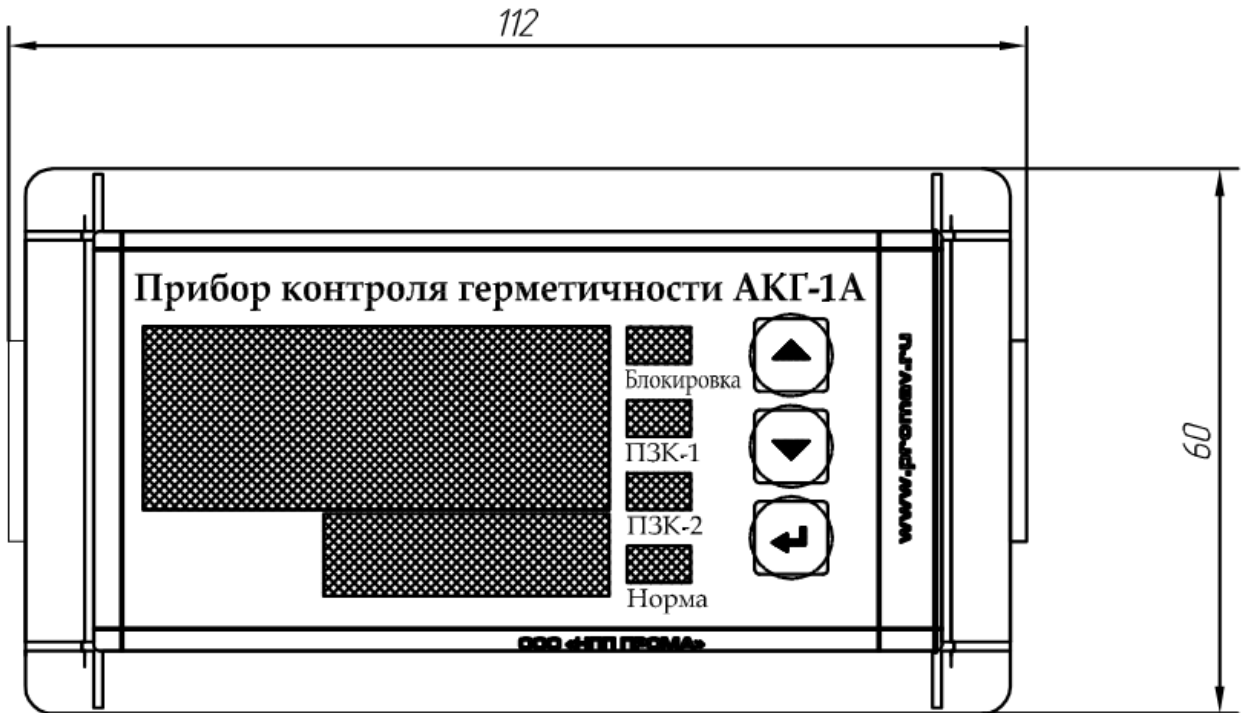 112
Прибор контроля герметичности АКГ-1А
Блокировка
ПЗК-1
ПЗК-2
Норма
www.promav.ru
60
ООО «НПП ПРОМА»